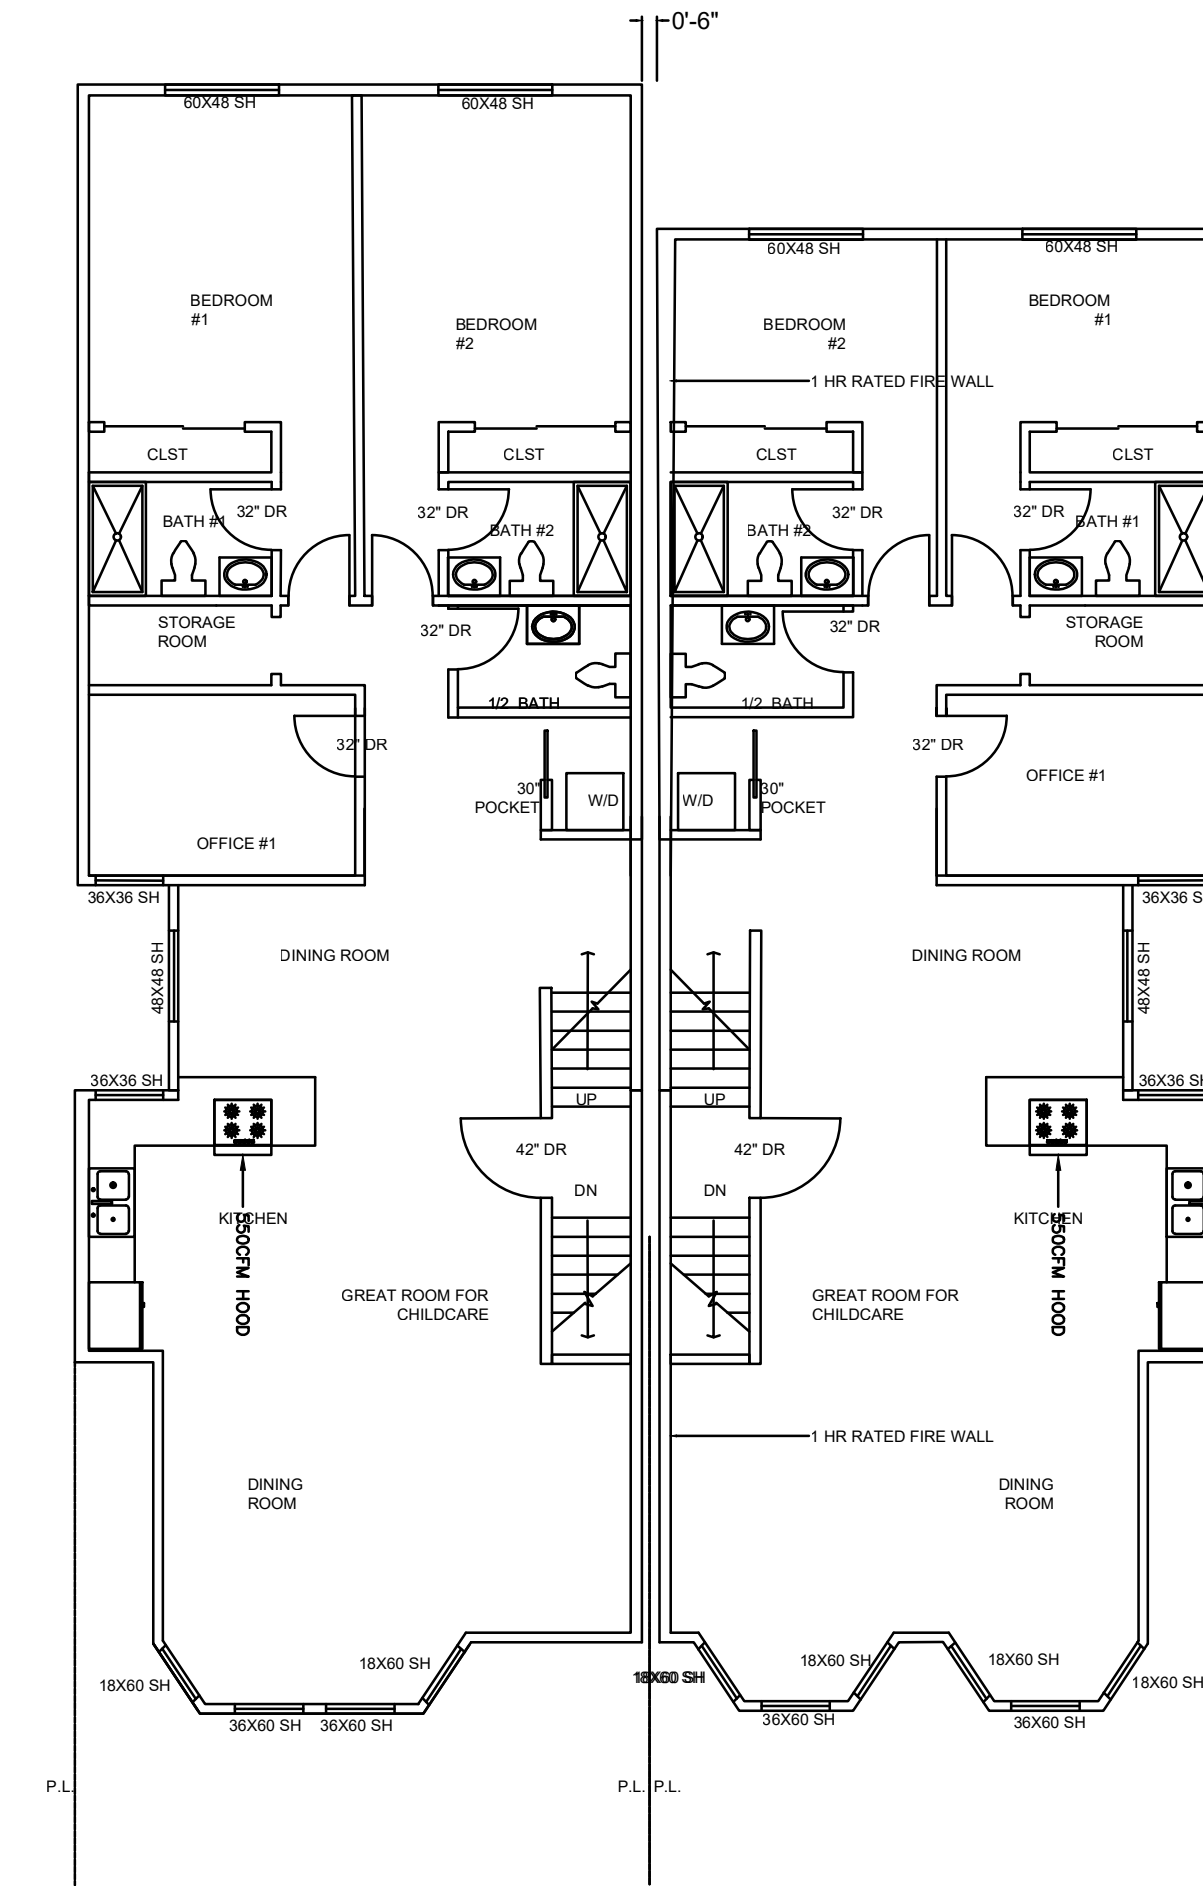 0'-6"
60X48 SH
60X48 SH
60X48 SH
60X48 SH
BEDROOM
#1
BEDROOM
#2
BEDROOM
#2
BEDROOM
#1
1 HR RATED FIRE WALL
CLST
CLST
CLST
CLST
BATH #1
32" DR
32" DR
BATH #2
BATH #2
32" DR
32" DR
BATH #1
STORAGE
ROOM
32" DR
32" DR
STORAGE
ROOM
1/2 BATH
1/2 BATH
32" DR
32" DR
OFFICE #1
30"
POCKET
W/D
W/D
30"
POCKET
OFFICE #1
36X36 SH
36X36 S
DINING ROOM
DINING ROOM
48X48 SH
48X48 SH
36X36 SH
36X36 SH
UP
UP
42" DR
42" DR
DN
DN
KITCHEN
KITCHEN
550CFM HOOD
550CFM HOOD
GREAT ROOM FOR
CHILDCARE
GREAT ROOM FOR
CHILDCARE
1 HR RATED FIRE WALL
DINING
ROOM
DINING
ROOM
18X60 SH
18X60 SH
18X60 SH
18X60 SH
18X60 SH
18X60 SH
36X60 SH
36X60 SH
36X60 SH
36X60 SH
P.L.
P.L.
P.L.